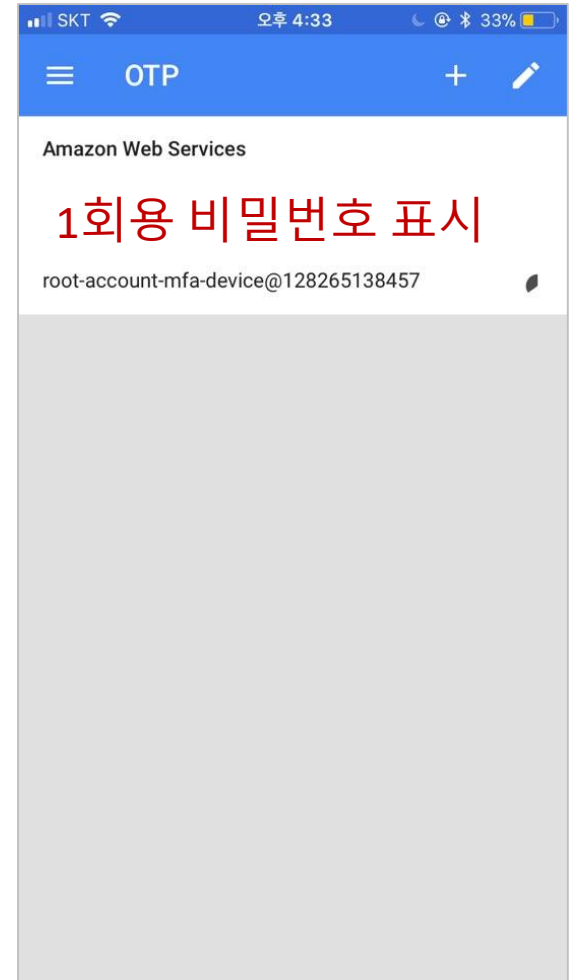 SKT 오후 4:33 33%
OTP
Amazon Web Services
1회용 비밀번호 표시
root-account-mfa-device@128265138457